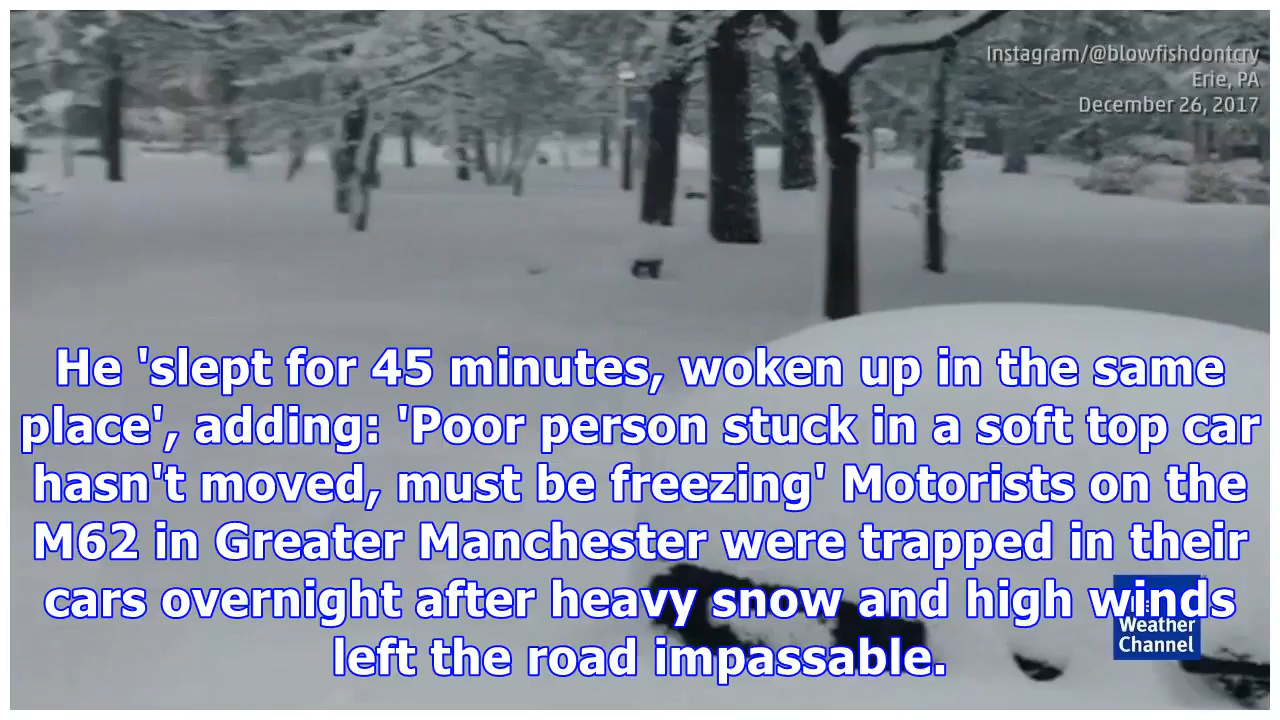 Instagram/@blowfishdontcry
Erie, PA
December 26, 2017
He 'slept for 45 minutes, woken up in the same
place', adding: 'Poor person stuck in a soft top car
hasn't moved, must be freezing' Motorists on the
M62 in Greater Manchester were trapped in their
cars overnight after heavy snow and high winds
left the road impassable.
Weather
Channel